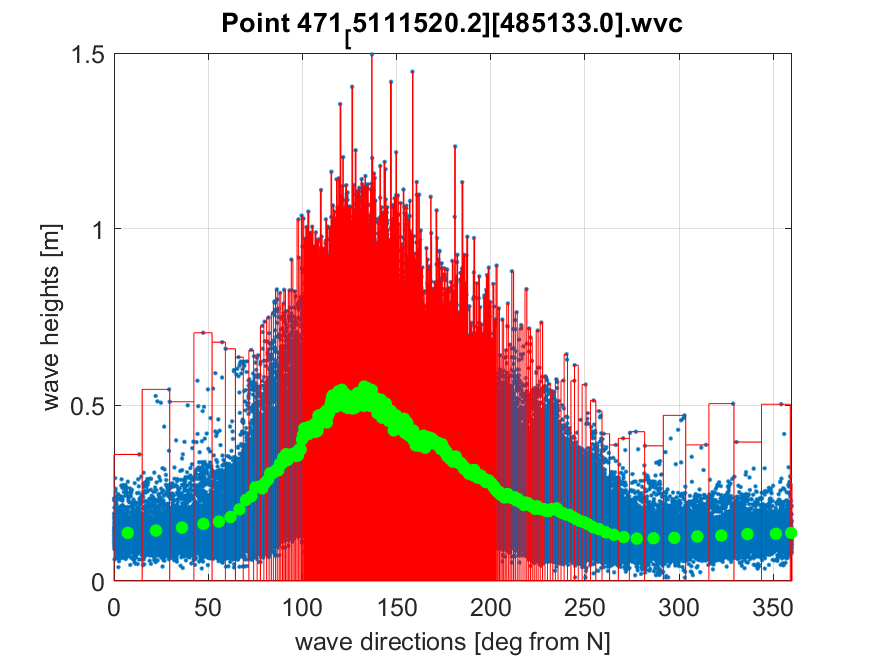 Point 471[5111520.2][485133.0].wvc
1.5
1
0.5
0
wave heights [m]
0 50 100 150 200 250 300 350
wave directions [deg from N]